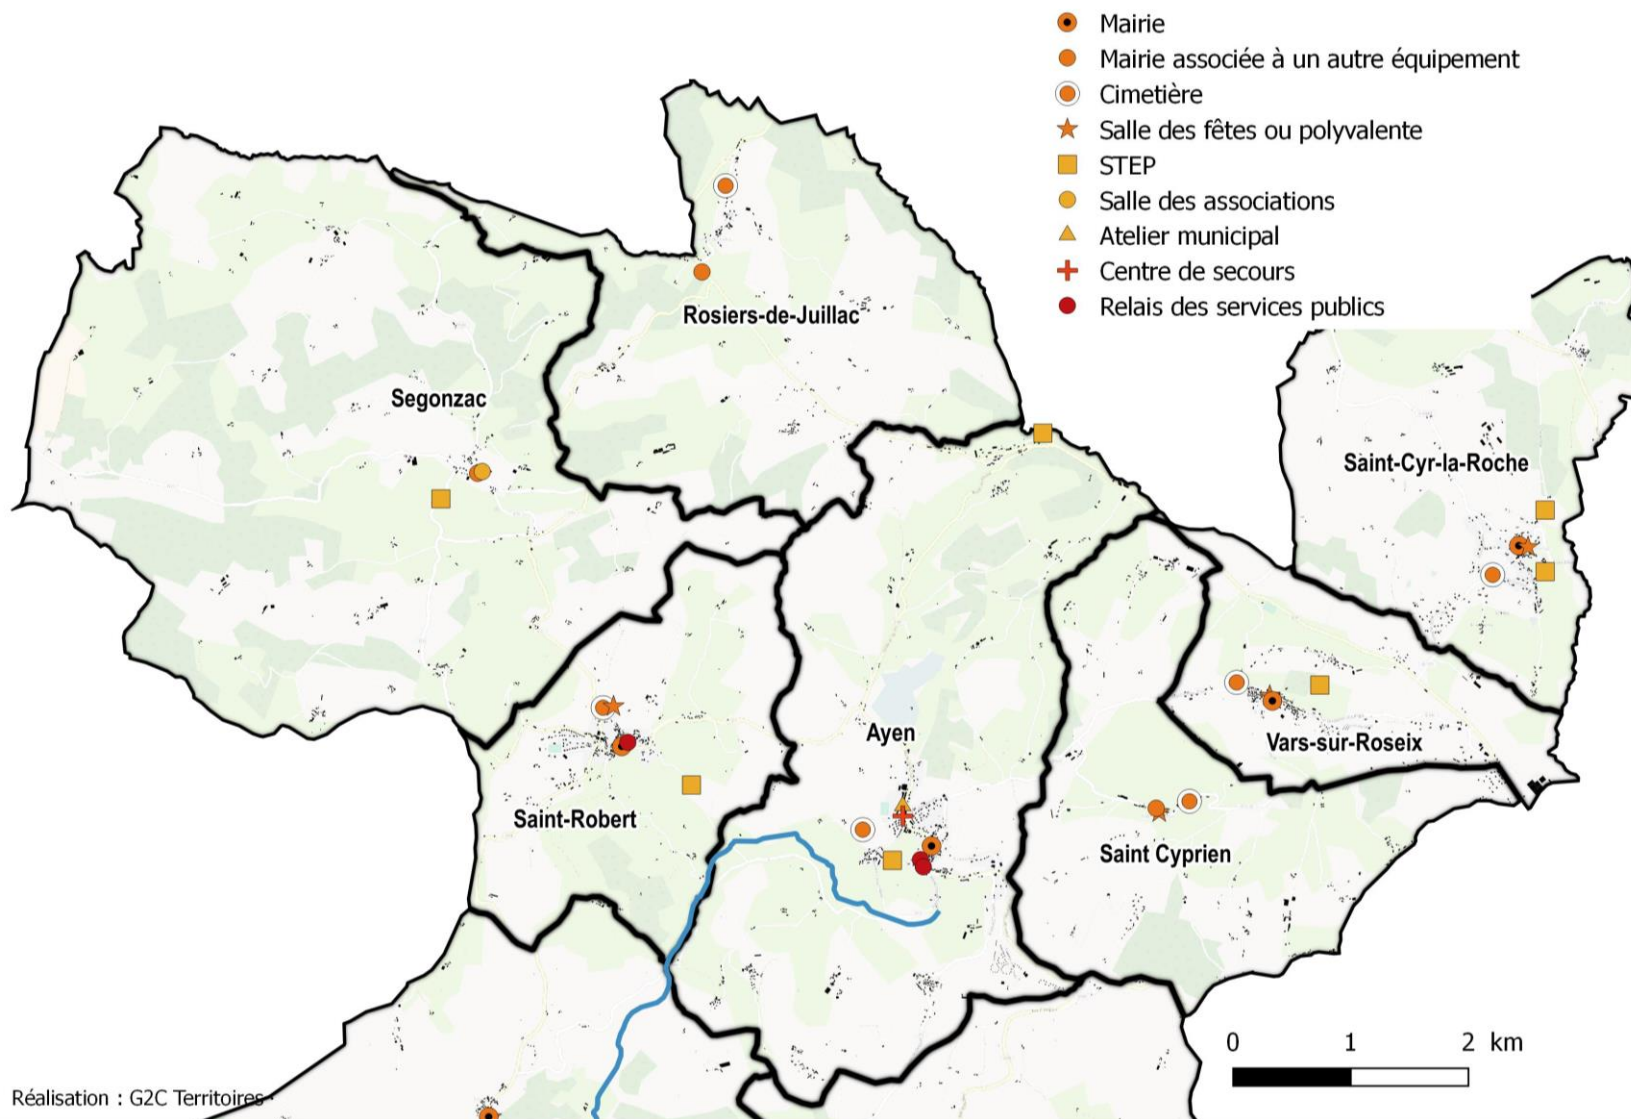 Mairie
Mairie associée à un autre équipement
Cimetière
Salle des fêtes ou polyvalente
STEP
Salle des associations
Atelier municipal
Centre de secours
Relais des services publics
Rosiers-de-Juillac
Segonzac
Saint-Cyr-la-Roche
Ayen
Vars-sur-Roseix
Saint-Robert
Saint Cyprien
0 1 2 km
Réalisation : G2C Territoires